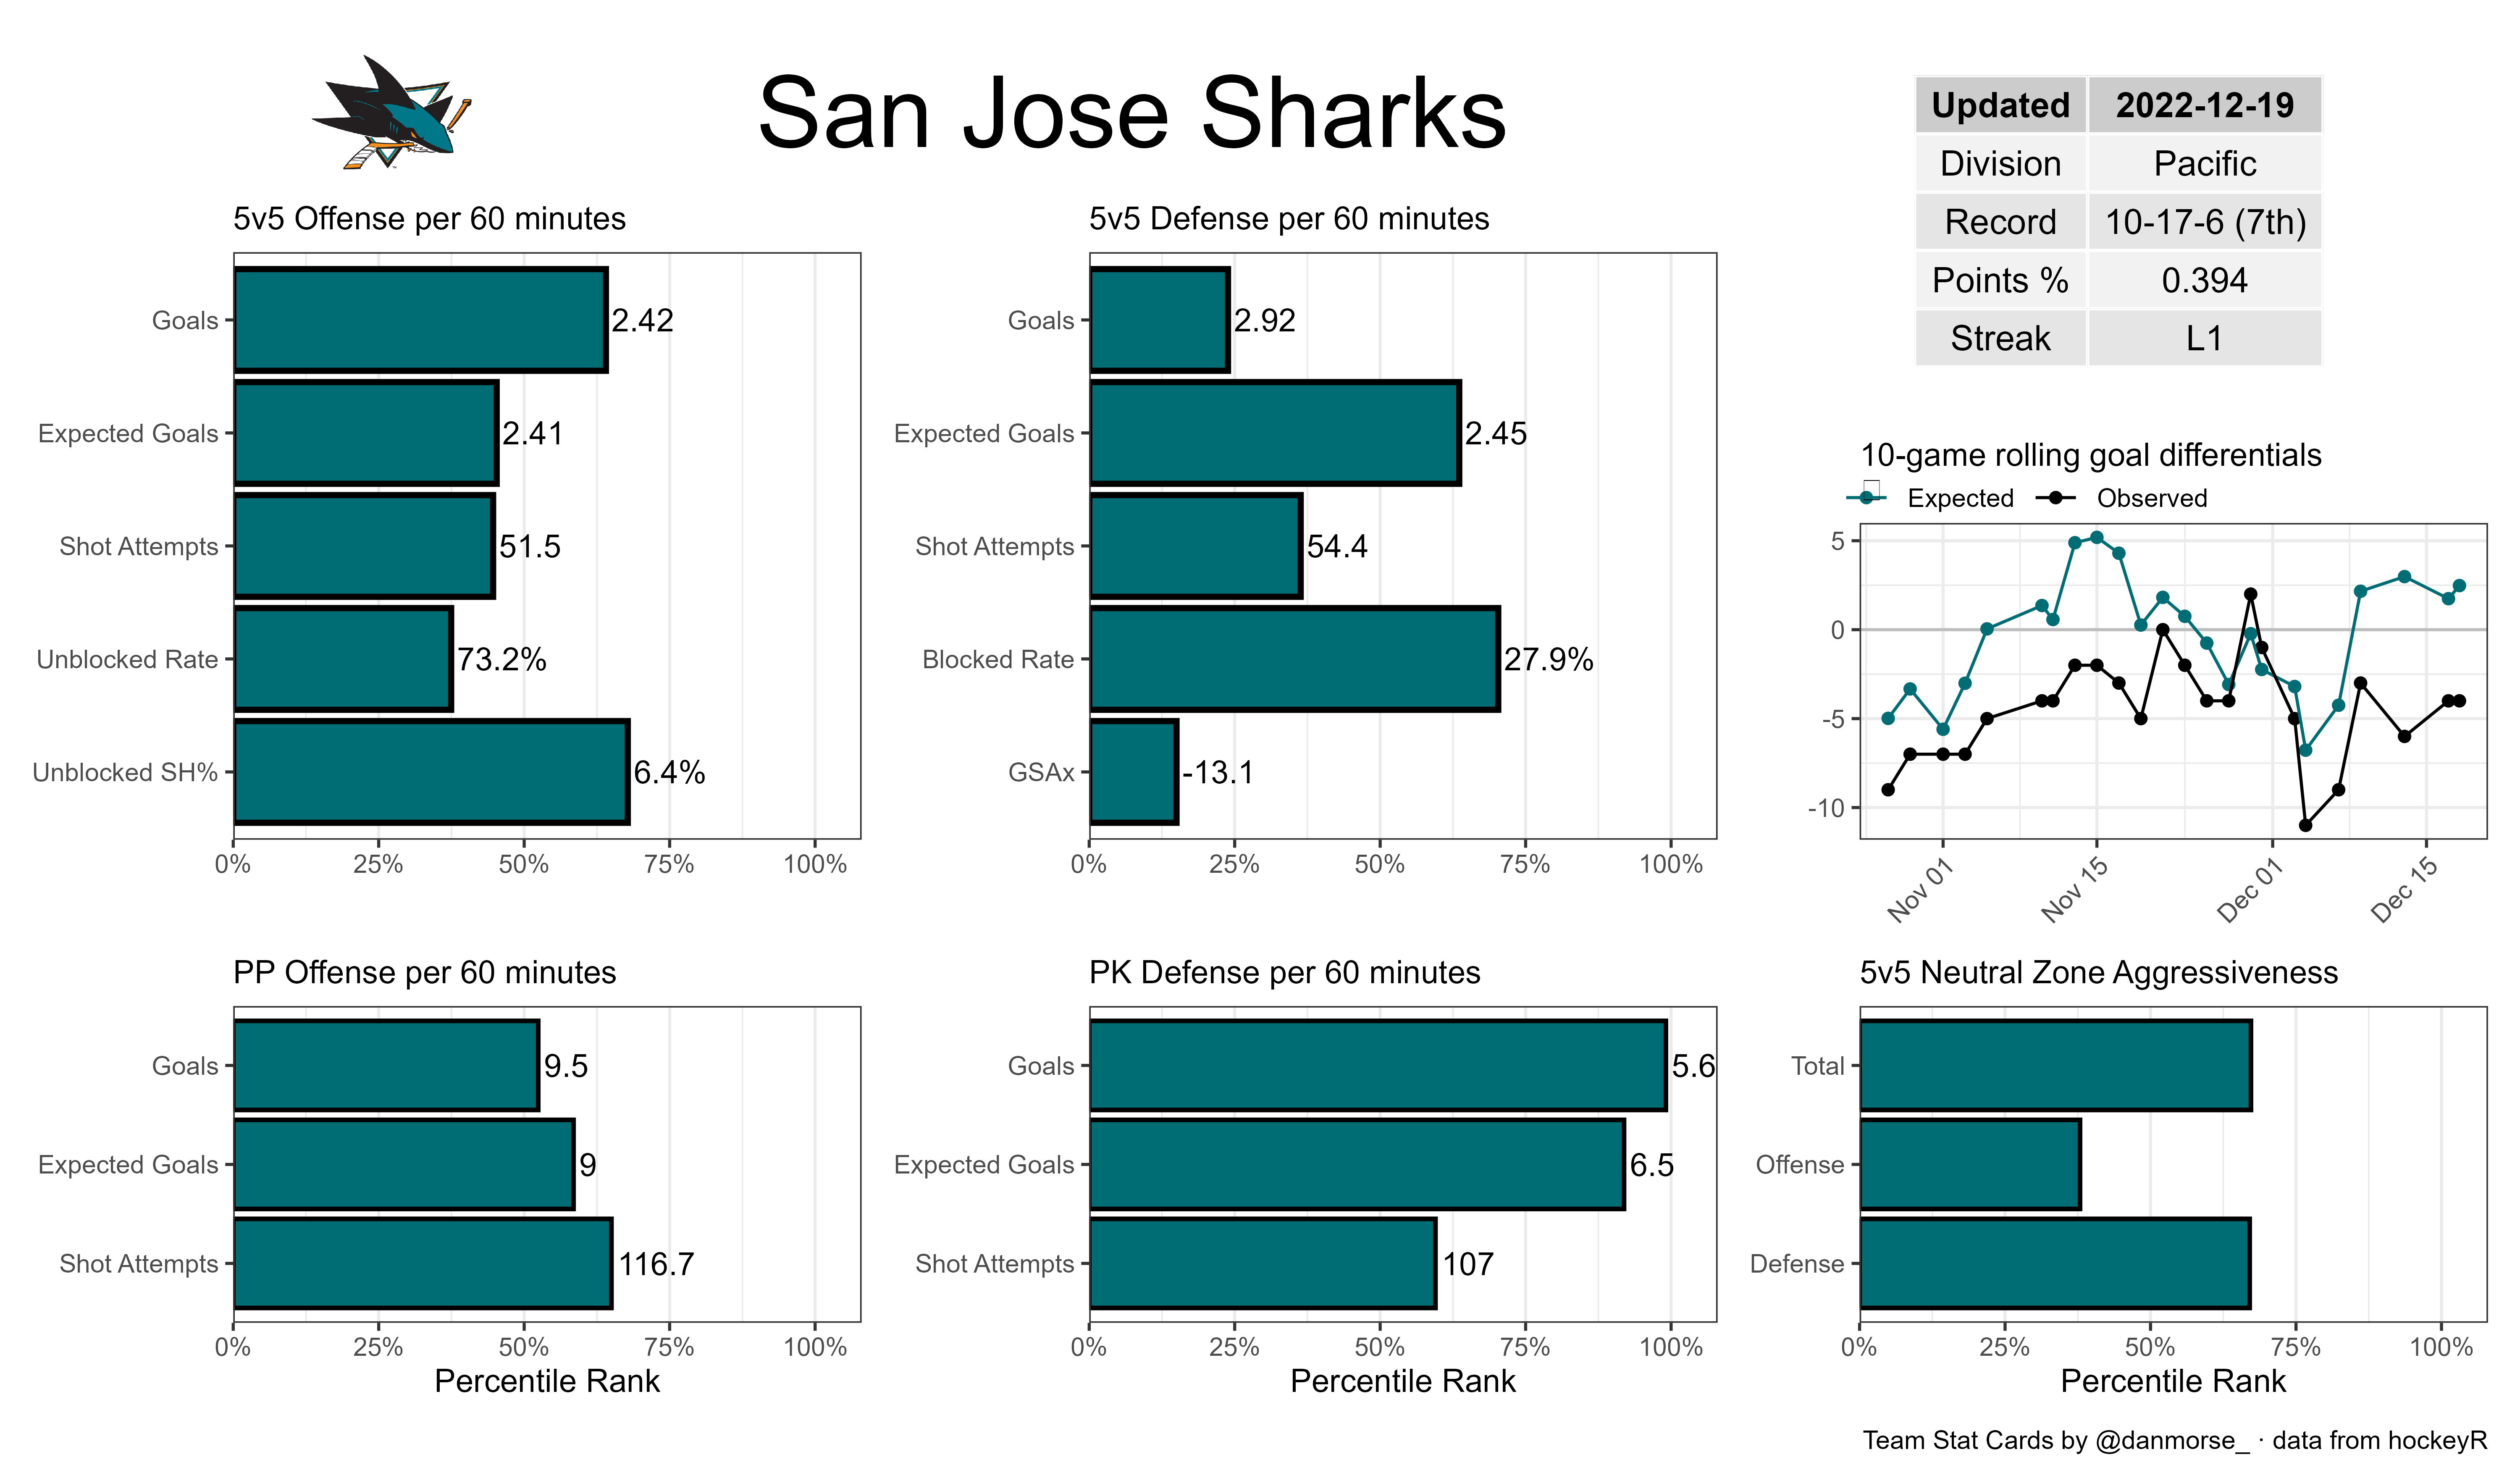 San Jose Sharks
Updated 2022-12-19
Division Pacific
Record 10-17-6 (7th)
Points % 0.394
Streak L1
5v5 Offense per 60 minutes
Goals 2.42
Expected Goals 2.41
Shot Attempts 51.5
Unblocked Rate 73.2%
Unblocked SH% 6.4%
0% 25% 50% 75% 100%
5v5 Defense per 60 minutes
Goals 2.92
Expected Goals 2.45
Shot Attempts 54.4
Blocked Rate 27.9%
GSAx -13.1
0% 25% 50% 75% 100%
10-game rolling goal differentials
Expected Observed
5
0
-5
-10
Nov 01 Nov 15 Dec 01 Dec 15
PP Offense per 60 minutes
Goals 9.5
Expected Goals 9
Shot Attempts 116.7
0% 25% 50% 75% 100%
Percentile Rank
PK Defense per 60 minutes
Goals 5.6
Expected Goals 6.5
Shot Attempts 107
0% 25% 50% 75% 100%
Percentile Rank
5v5 Neutral Zone Aggressiveness
Total
Offense
Defense
0% 25% 50% 75% 100%
Percentile Rank
Team Stat Cards by @danmorse_ · data from hockeyR